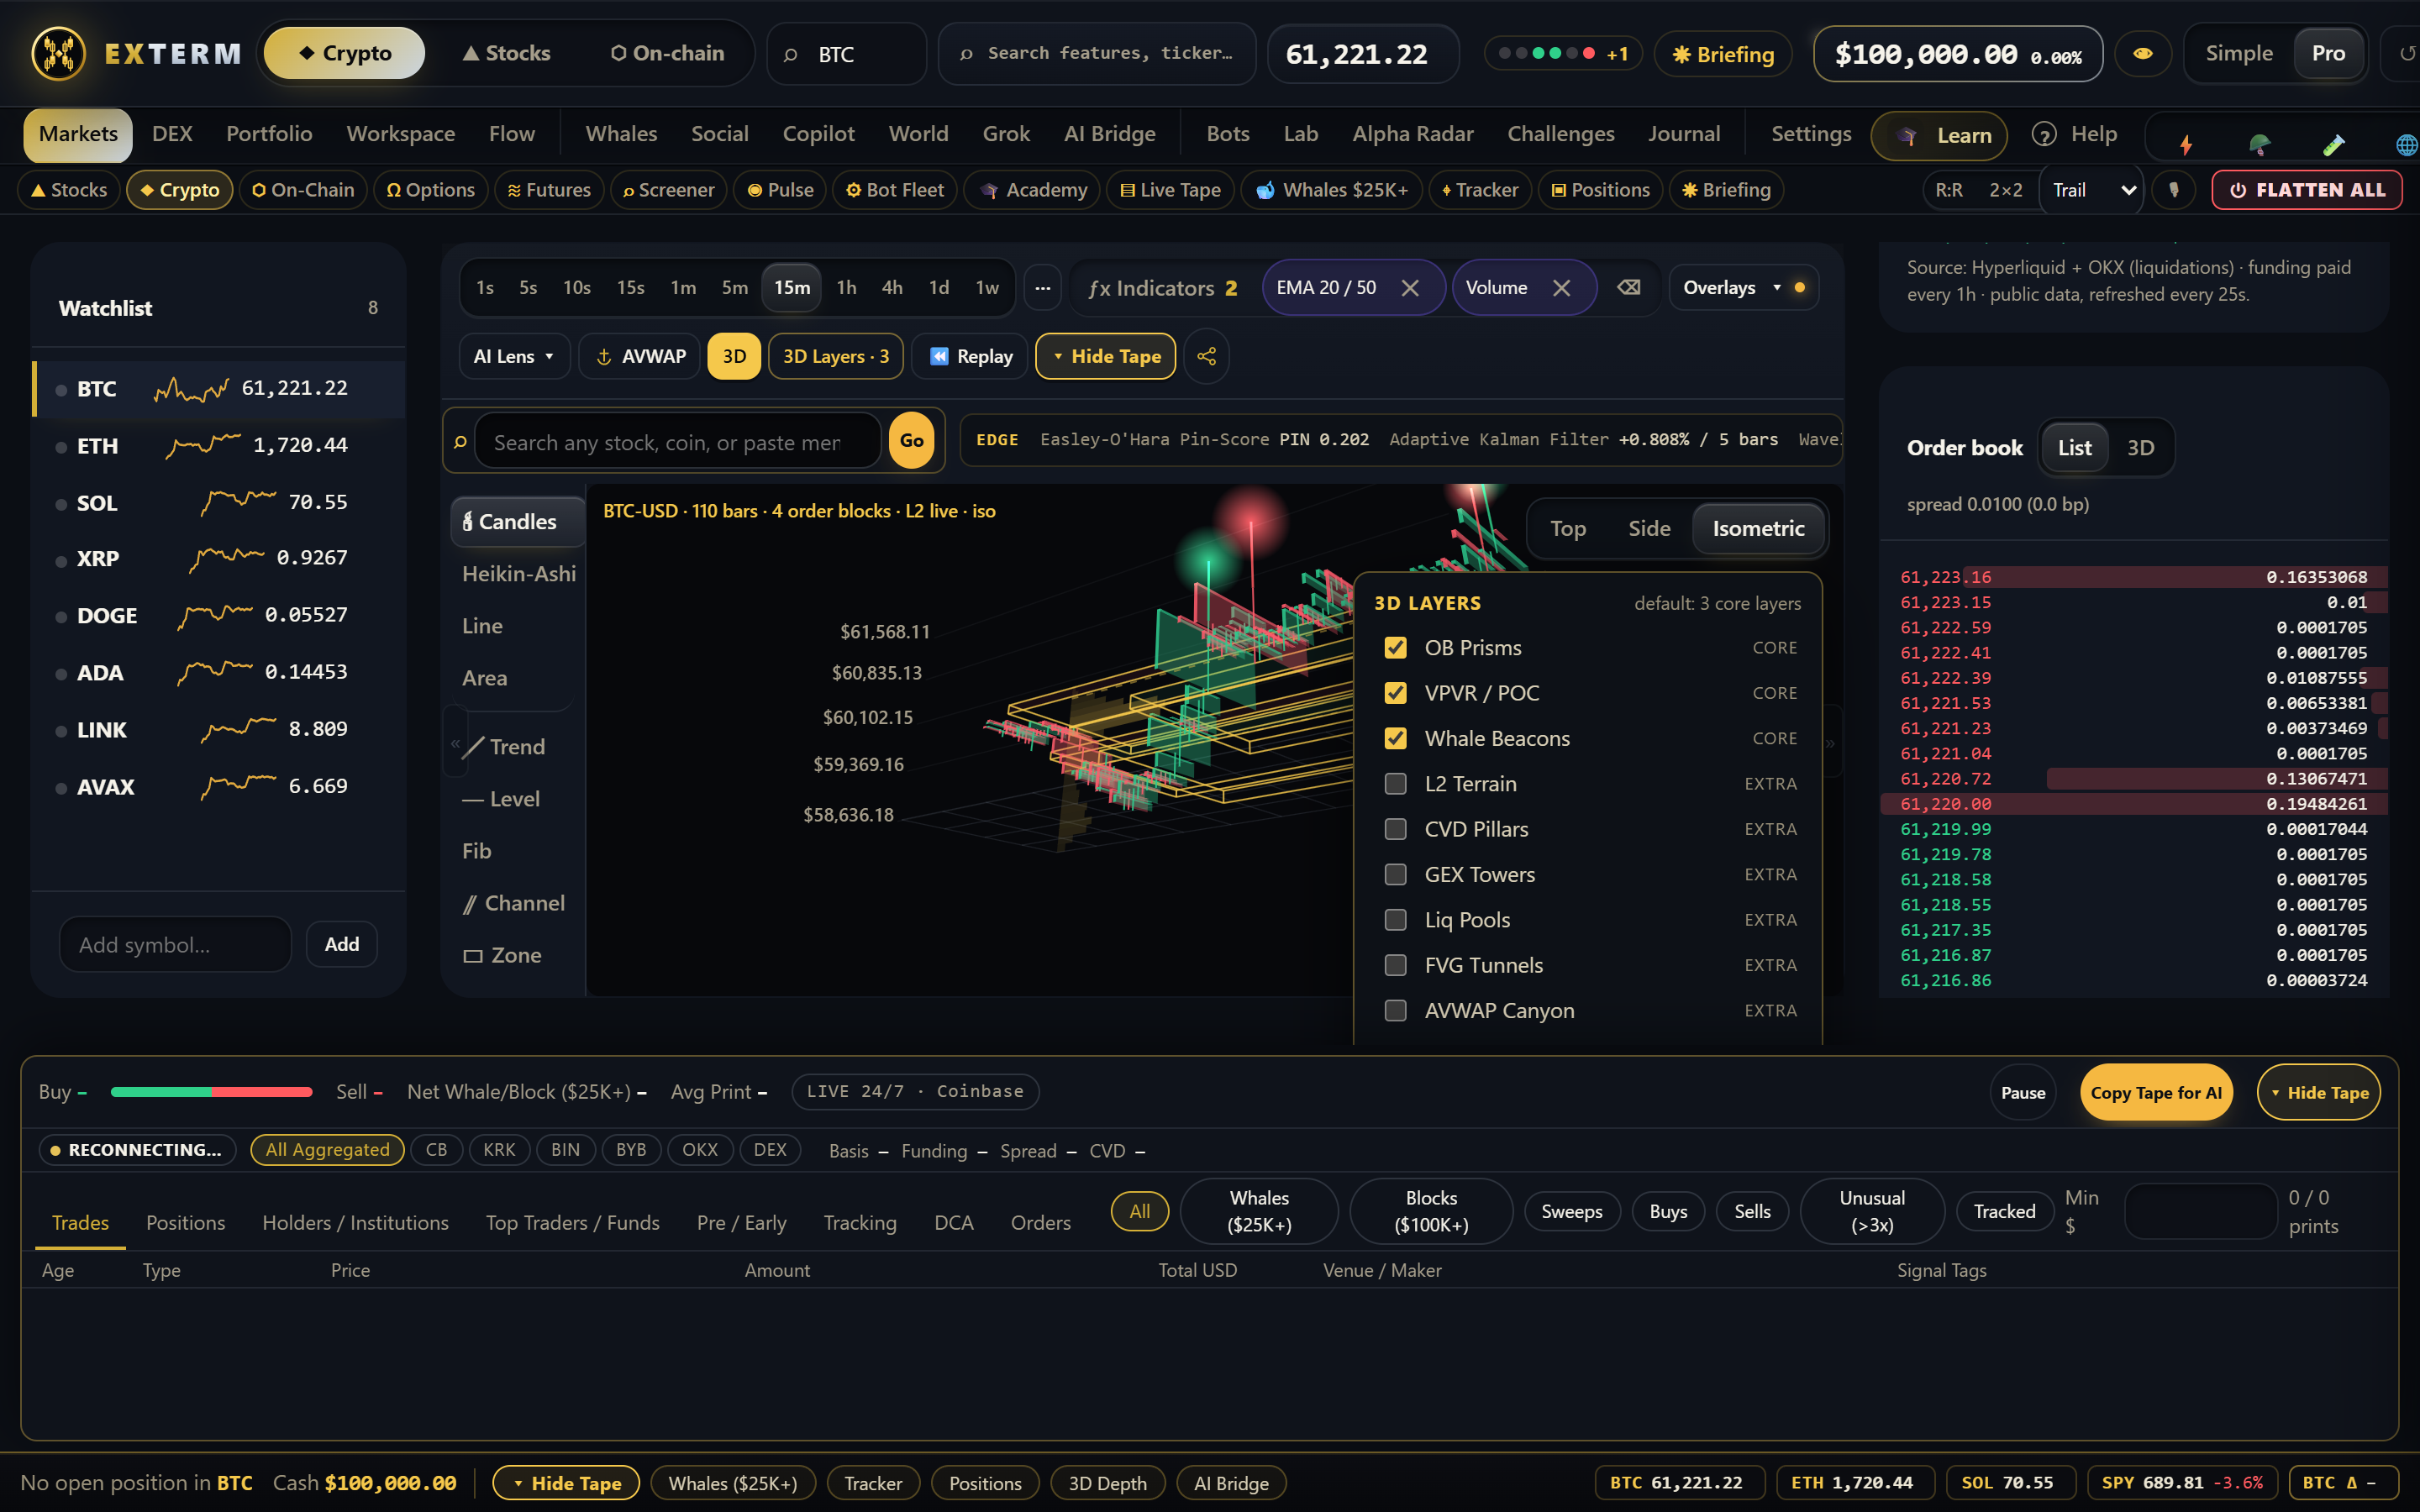 EXTERM Crypto Stocks On-chain BTC Search features, ticker… 61,221.22 +1 Briefing $100,000.00 0.00% Simple Pro
Markets DEX Portfolio Workspace Flow Whales Social Copilot World Grok AI Bridge Bots Lab Alpha Radar Challenges Journal Settings Learn ? Help
Stocks Crypto On-Chain Options Futures Screener Pulse Bot Fleet Academy Live Tape Whales $25K+ Tracker Positions Briefing R:R 2×2 Trail FLATTEN ALL
Watchlist 8
BTC 61,221.22
ETH 1,720.44
SOL 70.55
XRP 0.9267
DOGE 0.05527
ADA 0.14453
LINK 8.809
AVAX 6.669
Add symbol... Add
1s 5s 10s 15s 1m 5m 15m 1h 4h 1d 1w ... ƒx Indicators 2 EMA 20 / 50 Volume Overlays
AI Lens AVWAP 3D 3D Layers · 3 Replay Hide Tape
Search any stock, coin, or paste mer Go EDGE Easley-O'Hara Pin-Score PIN 0.202 Adaptive Kalman Filter +0.808% / 5 bars Wavel
Candles
Heikin-Ashi
Line
Area
Trend
Level
Fib
Channel
Zone
BTC-USD · 110 bars · 4 order blocks · L2 live · iso
Top Side Isometric
$61,568.11
$60,835.13
$60,102.15
$59,369.16
$58,636.18
3D LAYERS default: 3 core layers
OB Prisms CORE
VPVR / POC CORE
Whale Beacons CORE
L2 Terrain EXTRA
CVD Pillars EXTRA
GEX Towers EXTRA
Liq Pools EXTRA
FVG Tunnels EXTRA
AVWAP Canyon EXTRA
Source: Hyperliquid + OKX (liquidations) · funding paid
every 1h · public data, refreshed every 25s.
Order book List 3D
spread 0.0100 (0.0 bp)
61,223.16 0.16353068
61,223.15 0.01
61,222.59 0.0001705
61,222.41 0.0001705
61,222.39 0.01087555
61,221.53 0.00653381
61,221.23 0.00373469
61,221.04 0.0001705
61,220.72 0.13067471
61,220.00 0.19484261
61,219.99 0.00017044
61,219.78 0.0001705
61,218.58 0.0001705
61,218.55 0.0001705
61,217.35 0.0001705
61,216.87 0.0001705
61,216.86 0.00003724
Buy – Sell – Net Whale/Block ($25K+) – Avg Print – LIVE 24/7 · Coinbase Pause Copy Tape for AI Hide Tape
RECONNECTING... All Aggregated CB KRK BIN BYB OKX DEX Basis – Funding – Spread – CVD –
Trades Positions Holders / Institutions Top Traders / Funds Pre / Early Tracking DCA Orders All Whales ($25K+) Blocks ($100K+) Sweeps Buys Sells Unusual (>3x) Tracked Min $ 0 / 0 prints
Age Type Price Amount Total USD Venue / Maker Signal Tags
No open position in BTC Cash $100,000.00 Hide Tape Whales ($25K+) Tracker Positions 3D Depth AI Bridge BTC 61,221.22 ETH 1,720.44 SOL 70.55 SPY 689.81 -3.6% BTC Δ –